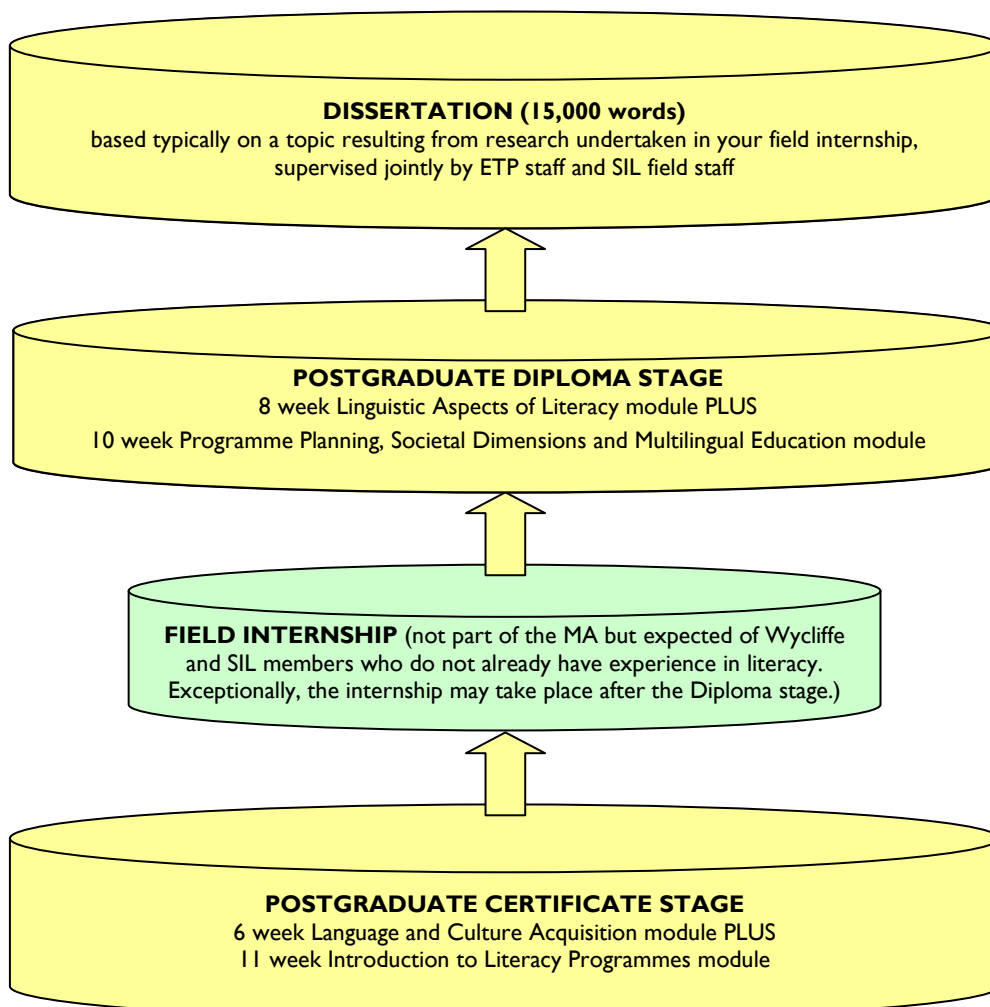 DISSERTATION (15,000 words)
based typically on a topic resulting from research undertaken in your field internship,
supervised jointly by ETP staff and SIL field staff
POSTGRADUATE DIPLOMA STAGE
8 week Linguistic Aspects of Literacy module PLUS
10 week Programme Planning, Societal Dimensions and Multilingual Education module
FIELD INTERNSHIP (not part of the MA but expected of Wycliffe
and SIL members who do not already have experience in literacy.
Exceptionally, the internship may take place after the Diploma stage.)
POSTGRADUATE CERTIFICATE STAGE
6 week Language and Culture Acquisition module PLUS
11 week Introduction to Literacy Programmes module